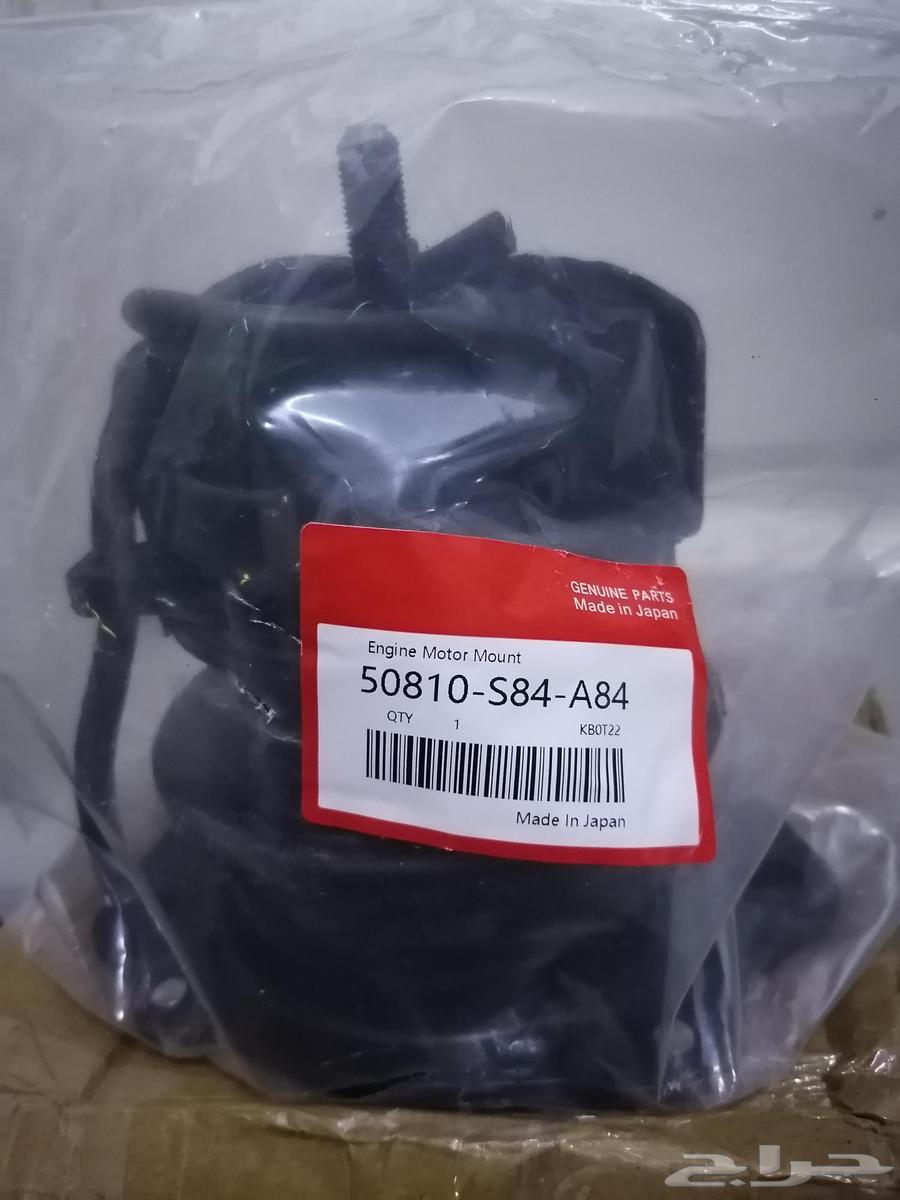 GENUINE PARTS
Made in Japan
Engine Motor Mount
50810-S84-A84
QTY 1 KB0T22
Made In Japan
حراج